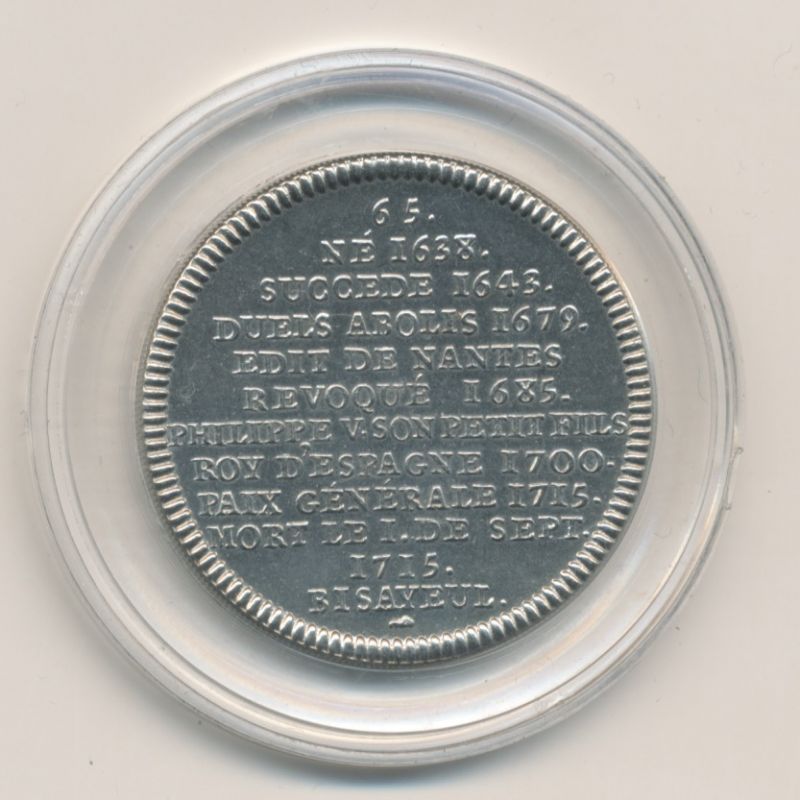 65.
NÉ 1638.
SUCCEDE 1643.
DUELS ABOLIS 1679.
EDIT DE NANTES
REVOQUÉ 1685.
PHILIPPE V. SON PETIT FILS
ROY D'ESPAGNE 1700.
PAIX GÉNÉRALE 1715.
MORT LE 1. DE SEPT.
1715.
BISAYEUL.